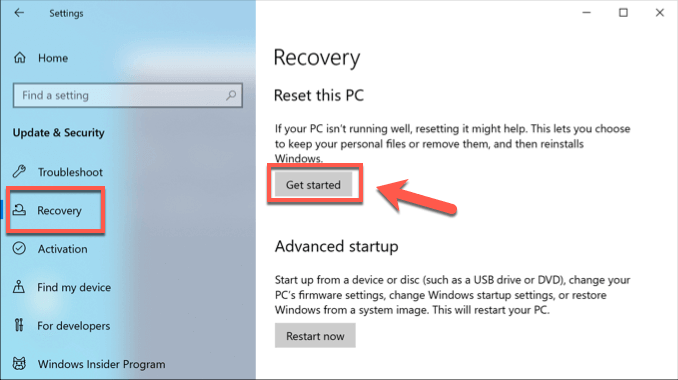 Settings
Home
Find a setting
Update & Security
Troubleshoot
Recovery
Activation
Find my device
For developers
Windows Insider Program
Recovery
Reset this PC
If your PC isn't running well, resetting it might help. This lets you choose
to keep your personal files or remove them, and then reinstalls
Windows.
Get started
Advanced startup
Start up from a device or disc (such as a USB drive or DVD), change your
PC's firmware settings, change Windows startup settings, or restore
Windows from a system image. This will restart your PC.
Restart now